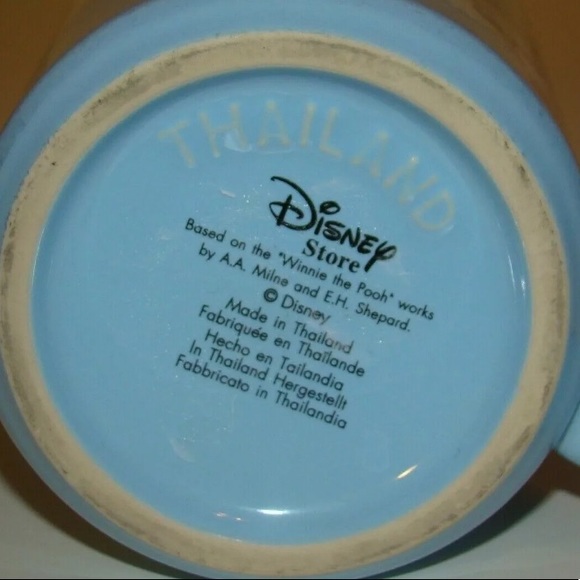 THAILAND
Disney
Store
Based on the "Winnie the Pooh" works
by A.A. Milne and E.H. Shepard.
© Disney
Made in Thailand
Fabriquée en Thaïlande
Hecho en Tailandia
In Thailand Hergestellt
Fabbricato in Thailandia